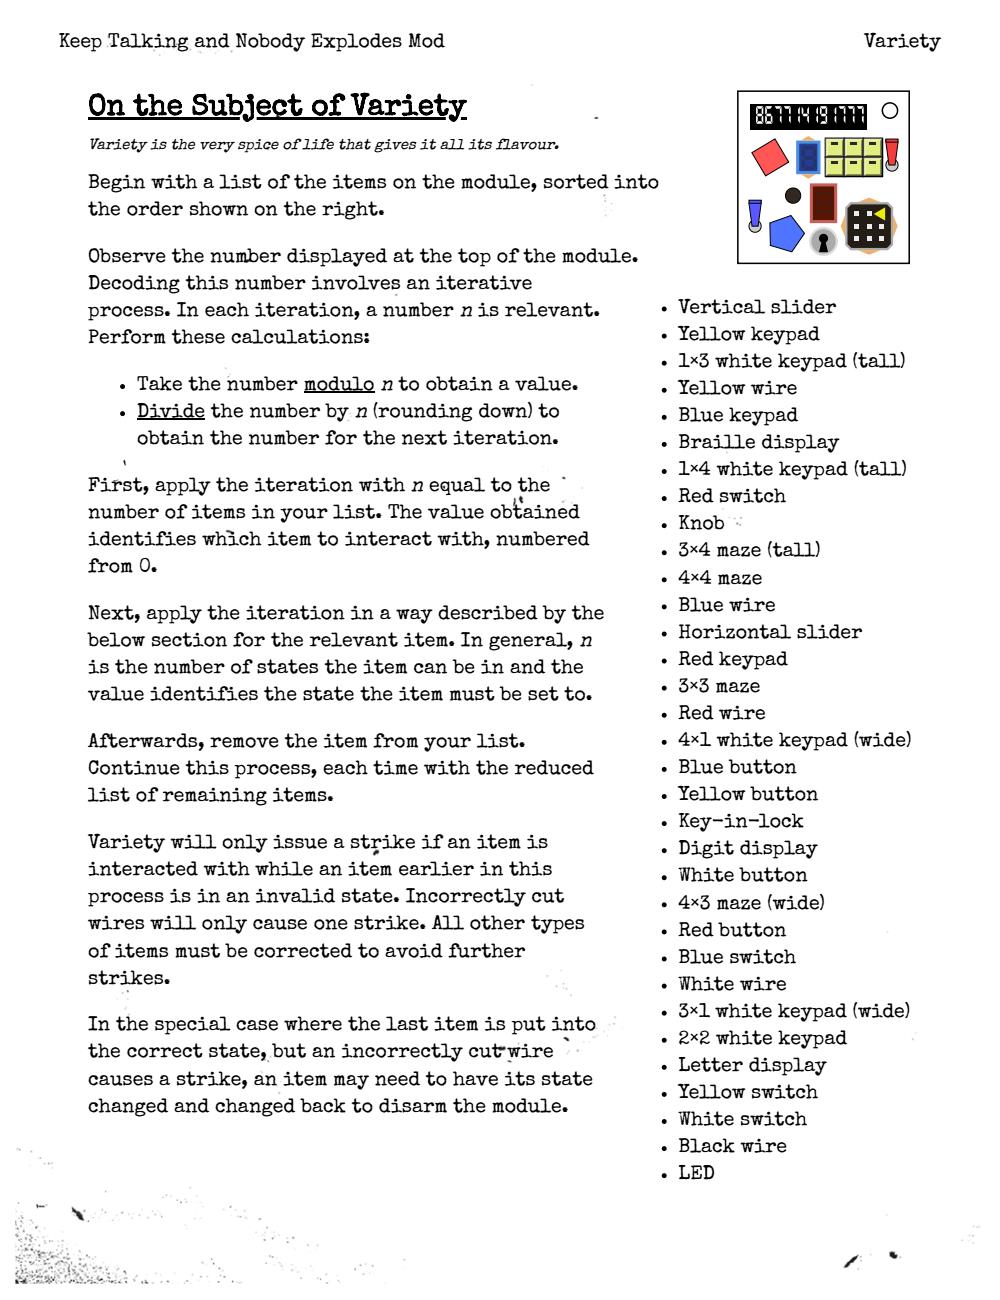 Keep Talking and Nobody Explodes Mod
Variety
On the Subject of Variety
Variety is the very spice of life that gives it all its flavour.
Begin with a list of the items on the module, sorted into
the order shown on the right.
Observe the number displayed at the top of the module.
Decoding this number involves an iterative
process. In each iteration, a number n is relevant.
Perform these calculations:
• Take the number modulo n to obtain a value.
• Divide the number by n (rounding down) to
obtain the number for the next iteration.
First, apply the iteration with n equal to the
number of items in your list. The value obtained
identifies which item to interact with, numbered
from 0.
Next, apply the iteration in a way described by the
below section for the relevant item. In general, n
is the number of states the item can be in and the
value identifies the state the item must be set to.
Afterwards, remove the item from your list.
Continue this process, each time with the reduced
list of remaining items.
Variety will only issue a strike if an item is
interacted with while an item earlier in this
process is in an invalid state. Incorrectly cut
wires will only cause one strike. All other types
of items must be corrected to avoid further
strikes.
In the special case where the last item is put into
the correct state, but an incorrectly cut wire
causes a strike, an item may need to have its state
changed and changed back to disarm the module.
• Vertical slider
• Yellow keypad
• 1×3 white keypad (tall)
• Yellow wire
• Blue keypad
• Braille display
• 1×4 white keypad (tall)
• Red switch
• Knob
• 3×4 maze (tall)
• 4×4 maze
• Blue wire
• Horizontal slider
• Red keypad
• 3×3 maze
• Red wire
• 4×1 white keypad (wide)
• Blue button
• Yellow button
• Key-in-lock
• Digit display
• White button
• 4×3 maze (wide)
• Red button
• Blue switch
• White wire
• 3×1 white keypad (wide)
• 2×2 white keypad
• Letter display
• Yellow switch
• White switch
• Black wire
• LED